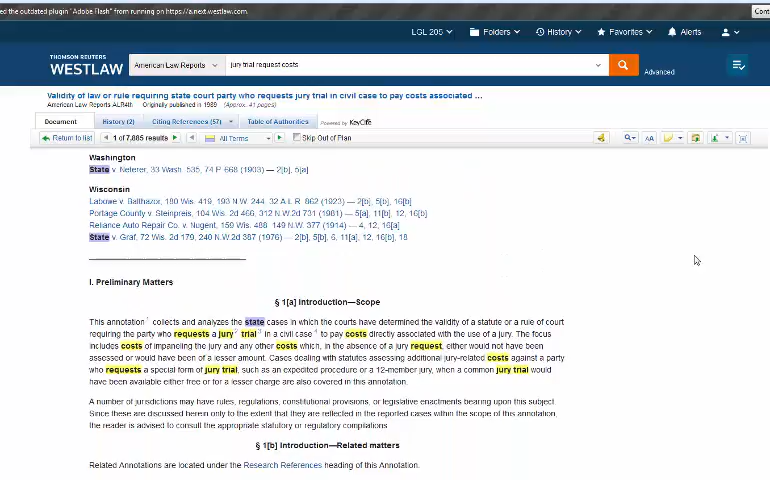 ed the outdated plugin "Adobe Flash" from running on https://a.next.westlaw.com.
Cont
LGL 205 Folders History Favorites Alerts
THOMSON REUTERS
WESTLAW
American Law Reports jury trial request costs Advanced
Validity of law or rule requiring state court party who requests jury trial in civil case to pay costs associated ...
American Law Reports ALR4th Originally published in 1989 (Approx. 41 pages)
Document History (2) Citing References (57) Table of Authorities Powered by KeyCite
Return to list 1 of 7,885 results All Terms Skip Out of Plan AA
Washington
State v. Neterer, 33 Wash. 535, 74 P. 668 (1903) — 2[b], 5[a]
Wisconsin
Labowe v. Balthazor, 180 Wis. 419, 193 N.W. 244, 32 A.L.R. 862 (1923) — 2[b], 5[b], 16[b]
Portage County v. Steinpreis, 104 Wis. 2d 466, 312 N.W.2d 731 (1981) — 5[a], 11[b], 12, 16[b]
Reliance Auto Repair Co. v. Nugent, 159 Wis. 488, 149 N.W. 377 (1914) — 4, 12, 16[a]
State v. Graf, 72 Wis. 2d 179, 240 N.W.2d 387 (1976) — 2[b], 5[b], 6, 11[a], 12, 16[b], 18
I. Preliminary Matters
§ 1[a] Introduction—Scope
This annotation 1 collects and analyzes the state cases in which the courts have determined the validity of a statute or a rule of court
requiring the party who requests a jury 2 trial 3 in a civil case 4 to pay costs directly associated with the use of a jury. The focus
includes costs of impaneling the jury and any other costs which, in the absence of a jury request, either would not have been
assessed or would have been of a lesser amount. Cases dealing with statutes assessing additional jury-related costs against a party
who requests a special form of jury trial, such as an expedited procedure or a 12-member jury, when a common jury trial would
have been available either free or for a lesser charge are also covered in this annotation.
A number of jurisdictions may have rules, regulations, constitutional provisions, or legislative enactments bearing upon this subject.
Since these are discussed herein only to the extent that they are reflected in the reported cases within the scope of this annotation,
the reader is advised to consult the appropriate statutory or regulatory compilations
§ 1[b] Introduction—Related matters
Related Annotations are located under the Research References heading of this Annotation.